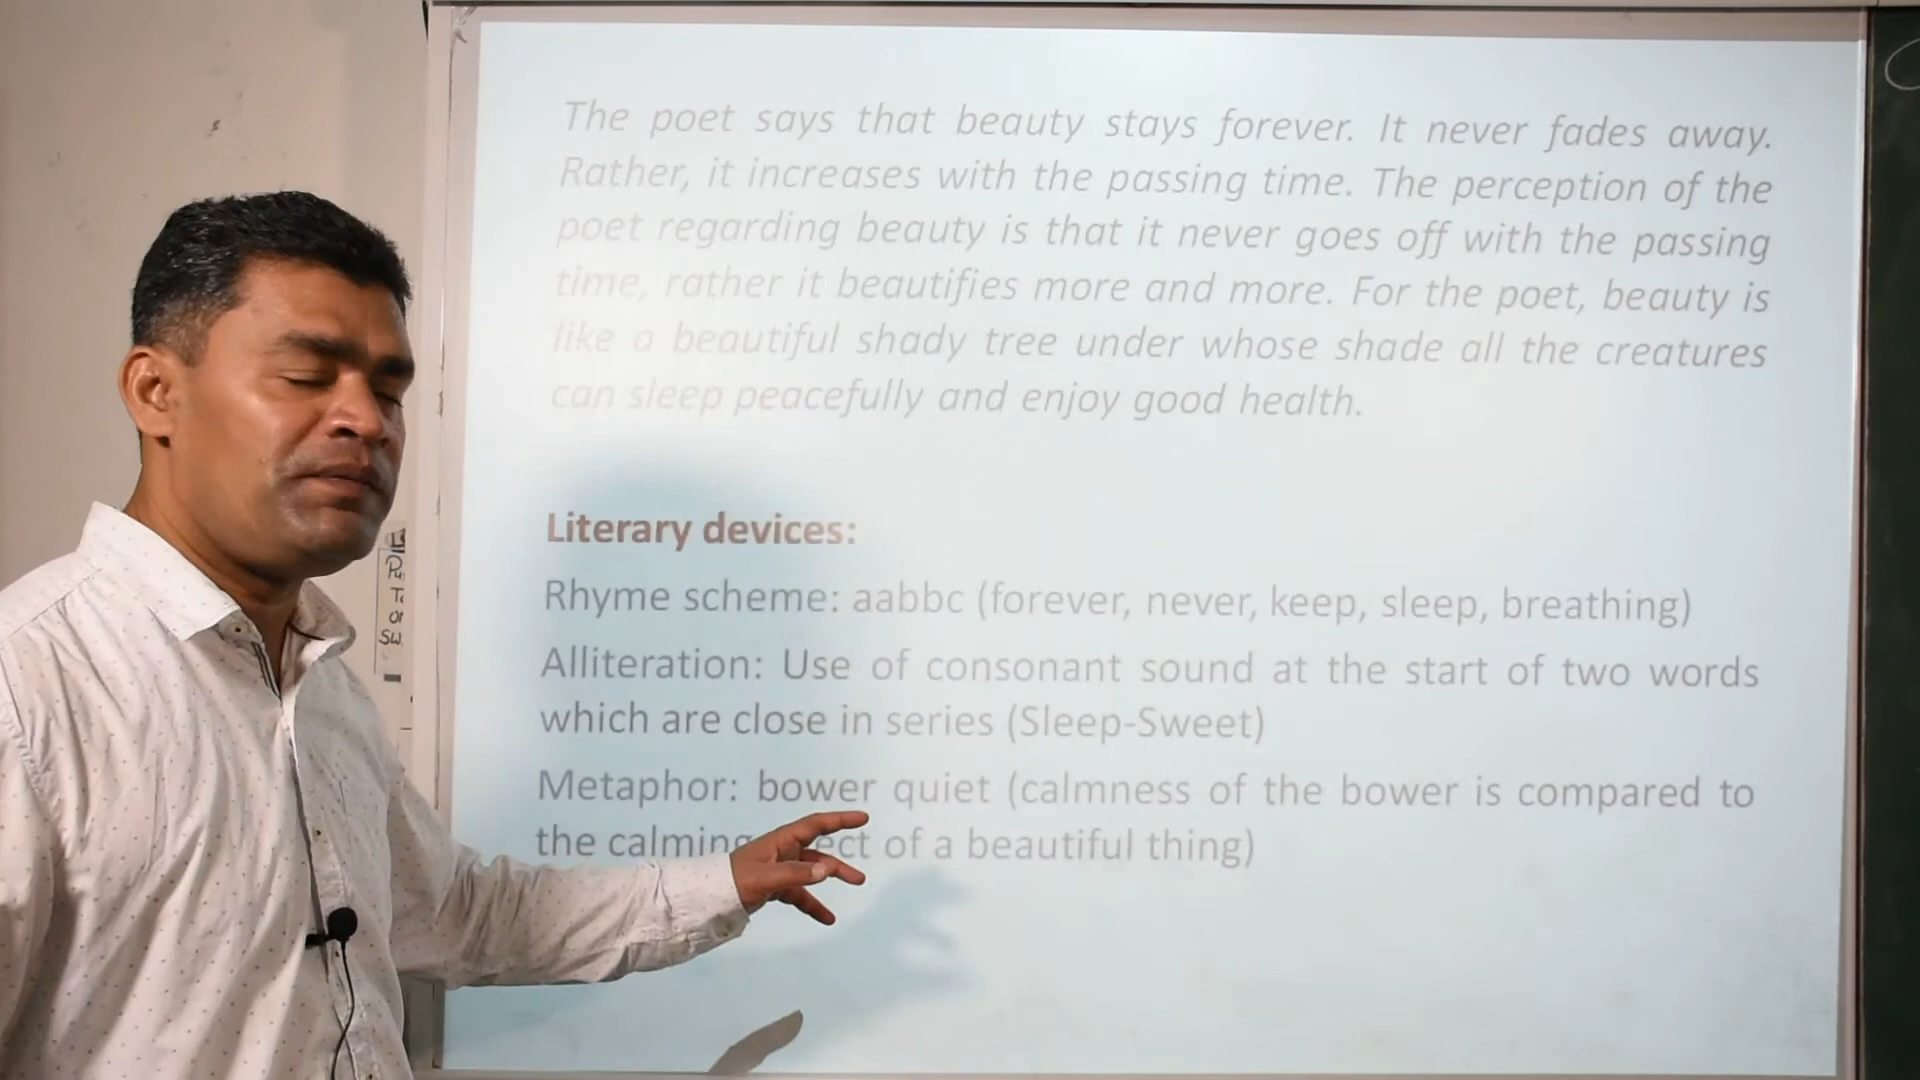 The poet says that beauty stays forever. It never fades away.
Rather, it increases with the passing time. The perception of the
poet regarding beauty is that it never goes off with the passing
time, rather it beautifies more and more. For the poet, beauty is
like a beautiful shady tree under whose shade all the creatures
can sleep peacefully and enjoy good health.
Literary devices:
Rhyme scheme: aabbc (forever, never, keep, sleep, breathing)
Alliteration: Use of consonant sound at the start of two words
which are close in series (Sleep-Sweet)
Metaphor: bower quiet (calmness of the bower is compared to
the calming of a beautiful thing)